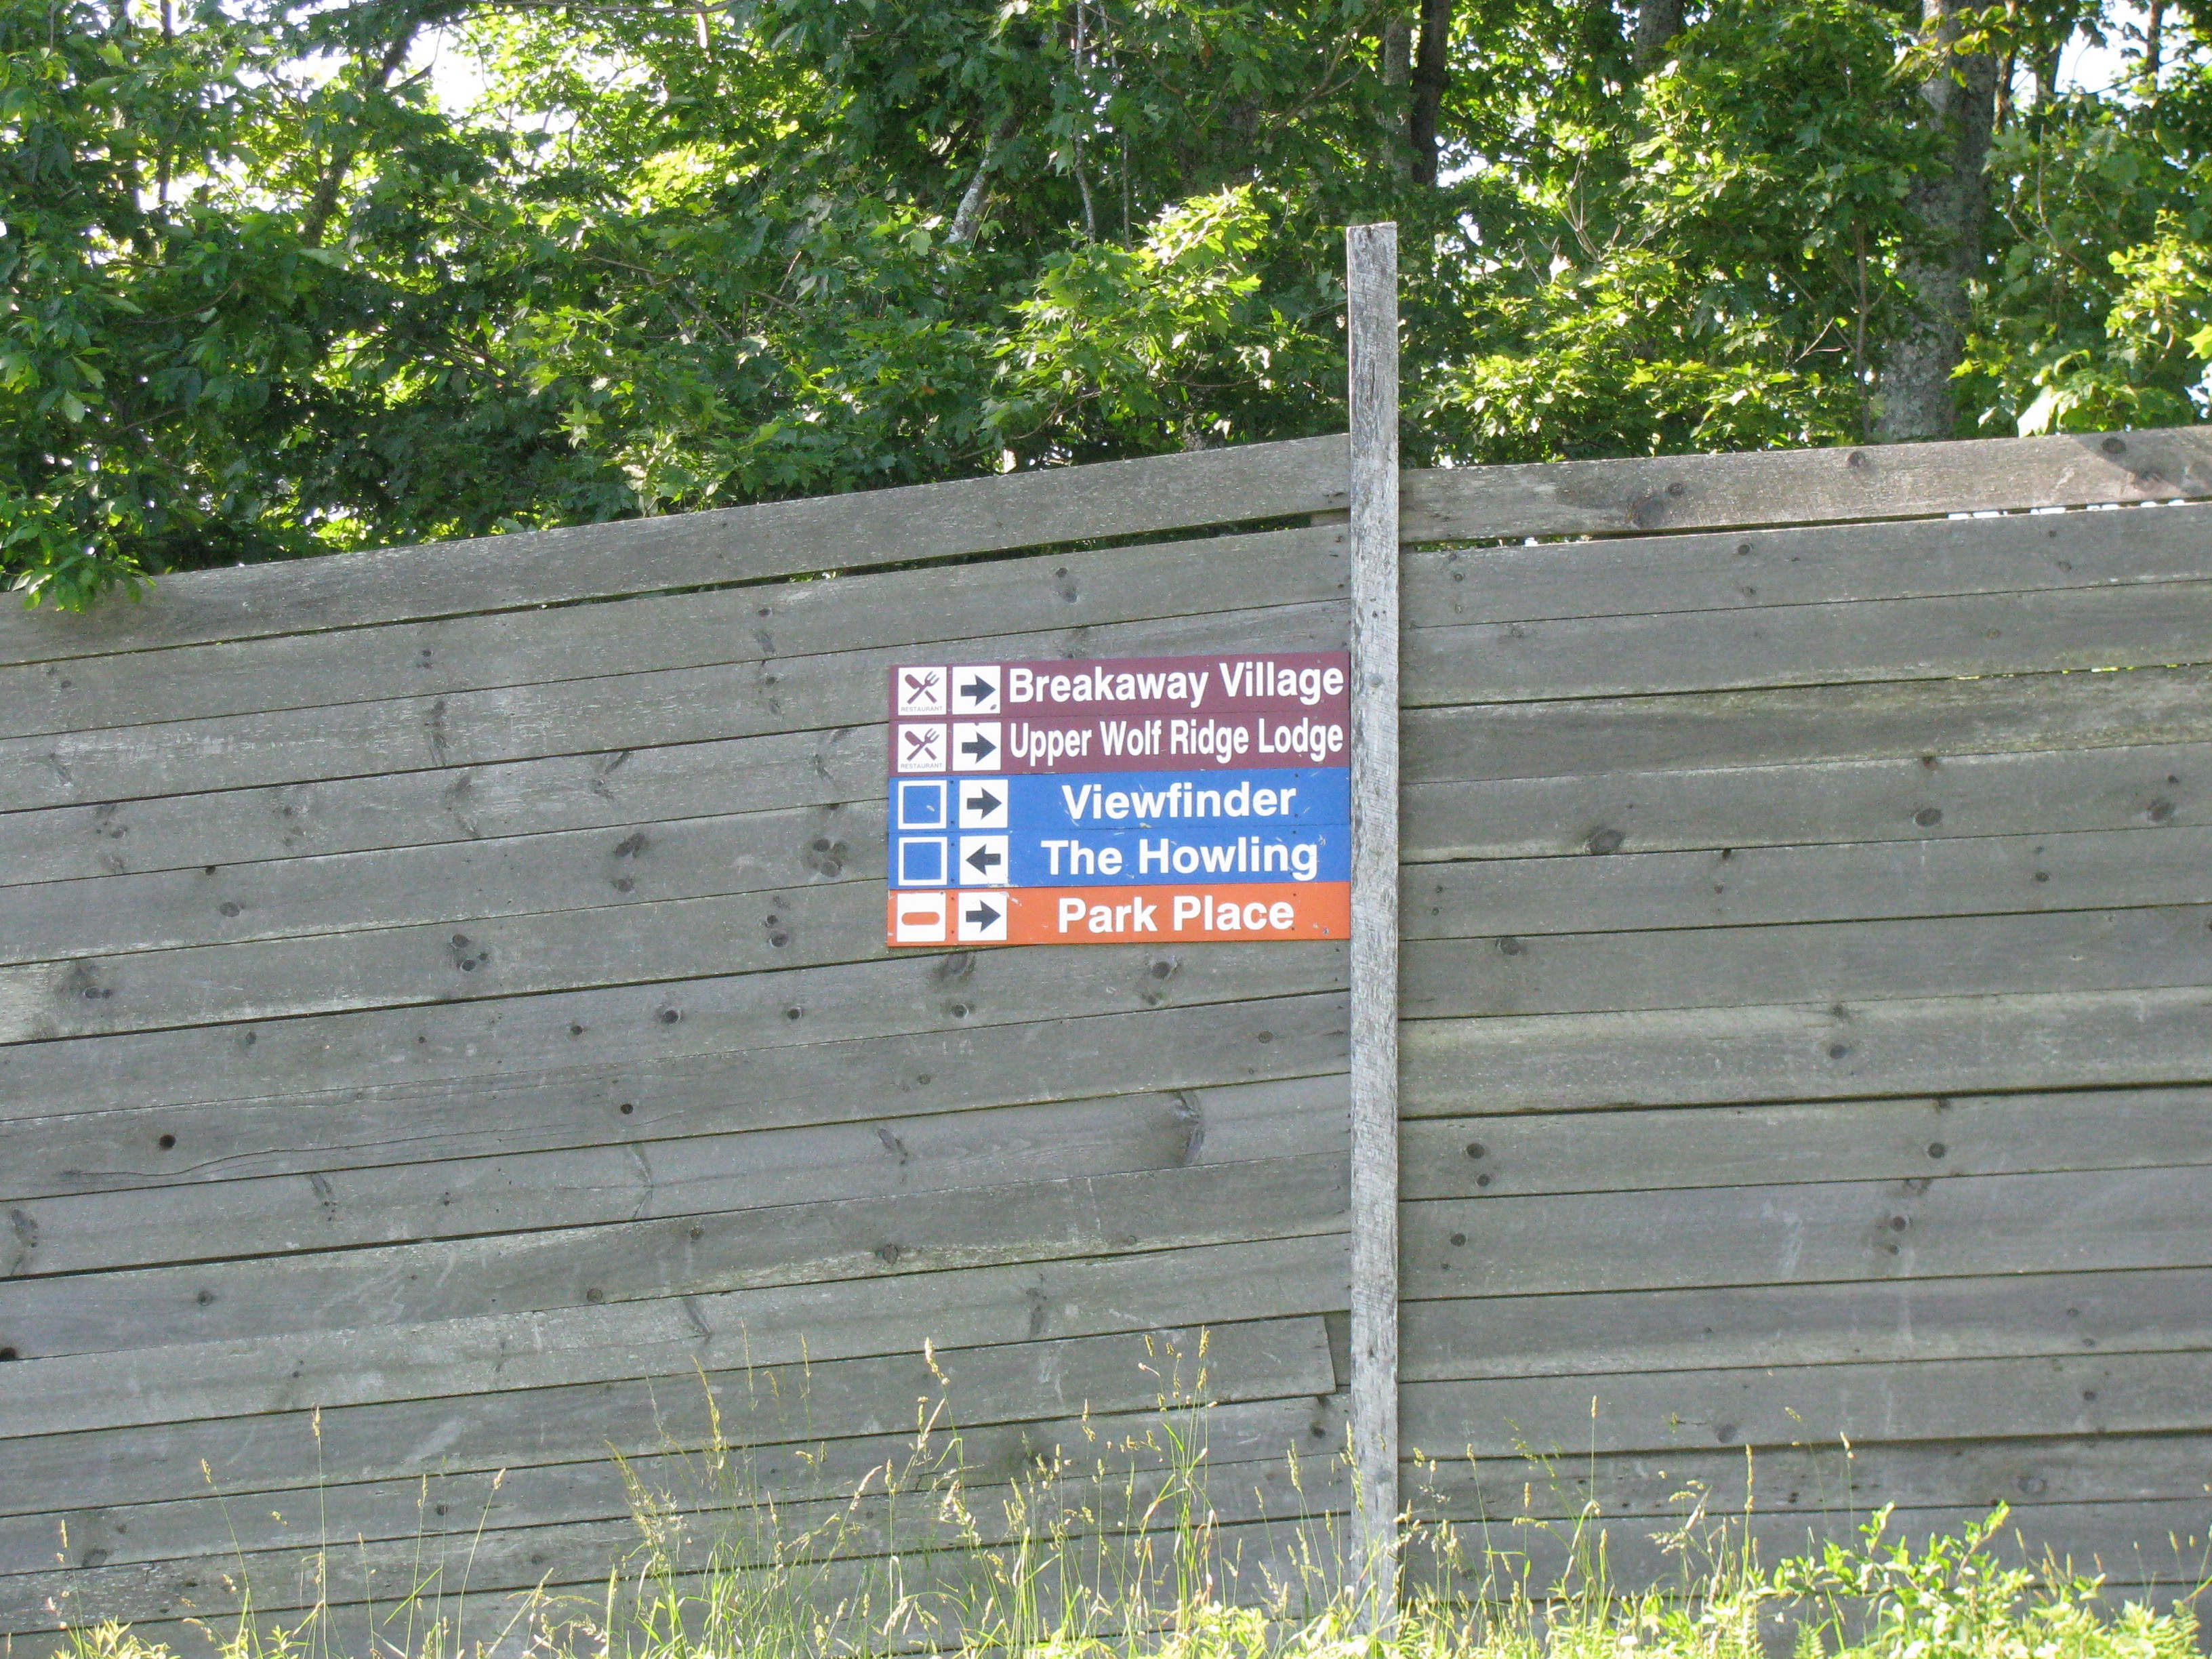 RESTAURANT Breakaway Village
RESTAURANT Upper Wolf Ridge Lodge
Viewfinder
The Howling
Park Place